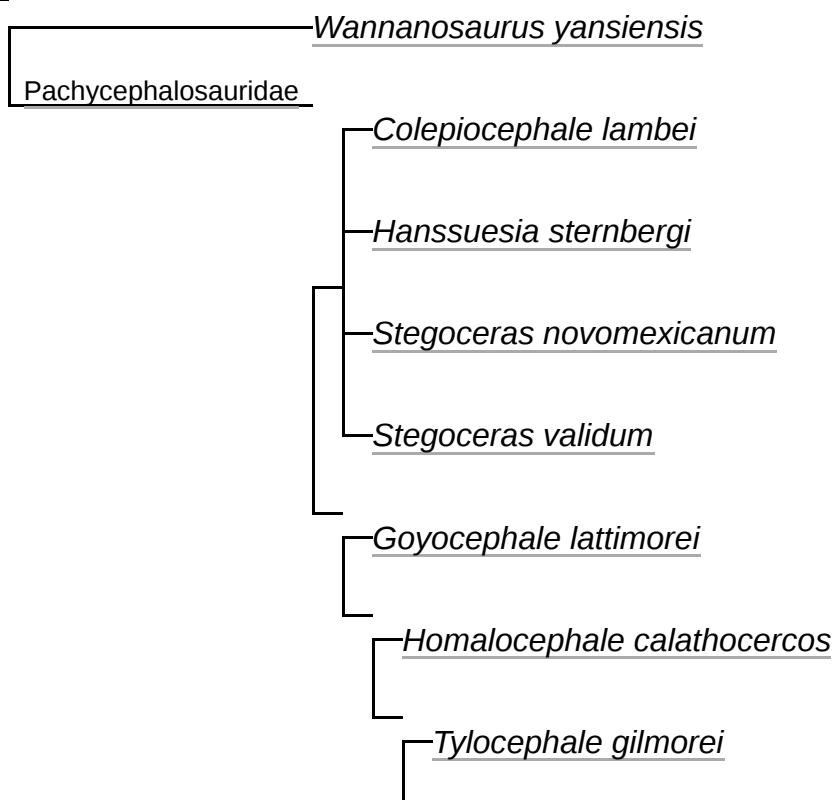 Wannanosaurus yansiensis
Pachycephalosauridae
Colepiocephale lambei
Hanssuesia sternbergi
Stegoceras novomexicanum
Stegoceras validum
Goyocephale lattimorei
Homalocephale calathocercos
Tylocephale gilmorei